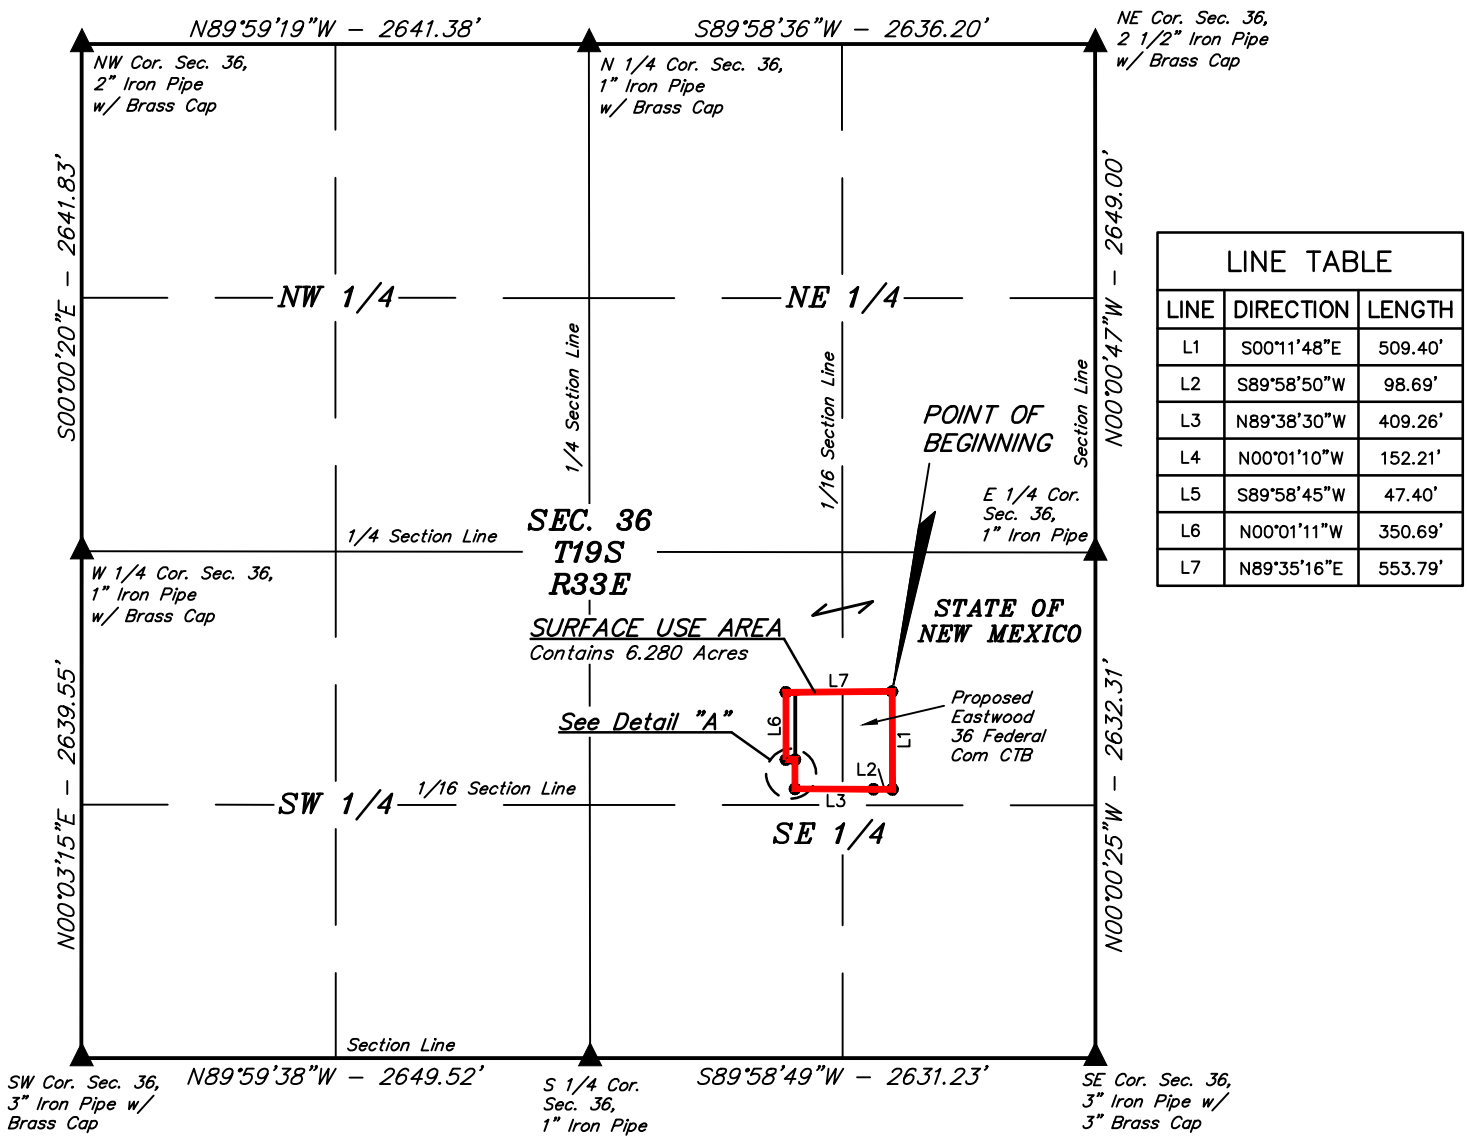 N89°59'19"W - 2641.38'
S89°58'36"W - 2636.20'
NE Cor. Sec. 36,
2 1/2" Iron Pipe
w/ Brass Cap
NW Cor. Sec. 36,
2" Iron Pipe
w/ Brass Cap
N 1/4 Cor. Sec. 36,
1" Iron Pipe
w/ Brass Cap
S00°00'20"E - 2641.83'
N00°00'47"W - 2649.00'
NW 1/4
NE 1/4
1/4 Section Line
1/16 Section Line
Section Line
LINE TABLE
LINE DIRECTION LENGTH
L1 S00°11'48"E 509.40'
L2 S89°58'50"W 98.69'
L3 N89°38'30"W 409.26'
L4 N00°01'10"W 152.21'
L5 S89°58'45"W 47.40'
L6 N00°01'11"W 350.69'
L7 N89°35'16"E 553.79'
POINT OF
BEGINNING
E 1/4 Cor.
Sec. 36,
1" Iron Pipe
1/4 Section Line
SEC. 36
T19S
R33E
W 1/4 Cor. Sec. 36,
1" Iron Pipe
w/ Brass Cap
STATE OF
NEW MEXICO
SURFACE USE AREA
Contains 6.280 Acres
L7
L6
L1
L2
L3
Proposed
Eastwood
36 Federal
Com CTB
See Detail "A"
N00°03'15"E - 2639.55'
N00°00'25"W - 2632.31'
1/16 Section Line
SW 1/4
SE 1/4
Section Line
SW Cor. Sec. 36,
3" Iron Pipe w/
Brass Cap
N89°59'38"W - 2649.52'
S 1/4 Cor.
Sec. 36,
1" Iron Pipe
S89°58'49"W - 2631.23'
SE Cor. Sec. 36,
3" Iron Pipe w/
3" Brass Cap